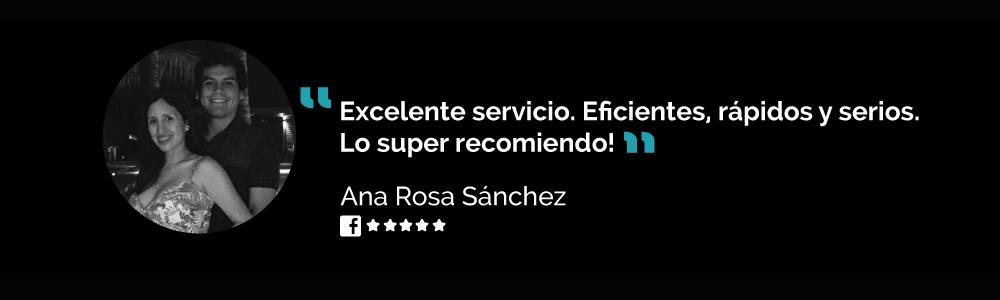 Excelente servicio. Eficientes, rápidos y serios.
Lo super recomiendo!
Ana Rosa Sánchez